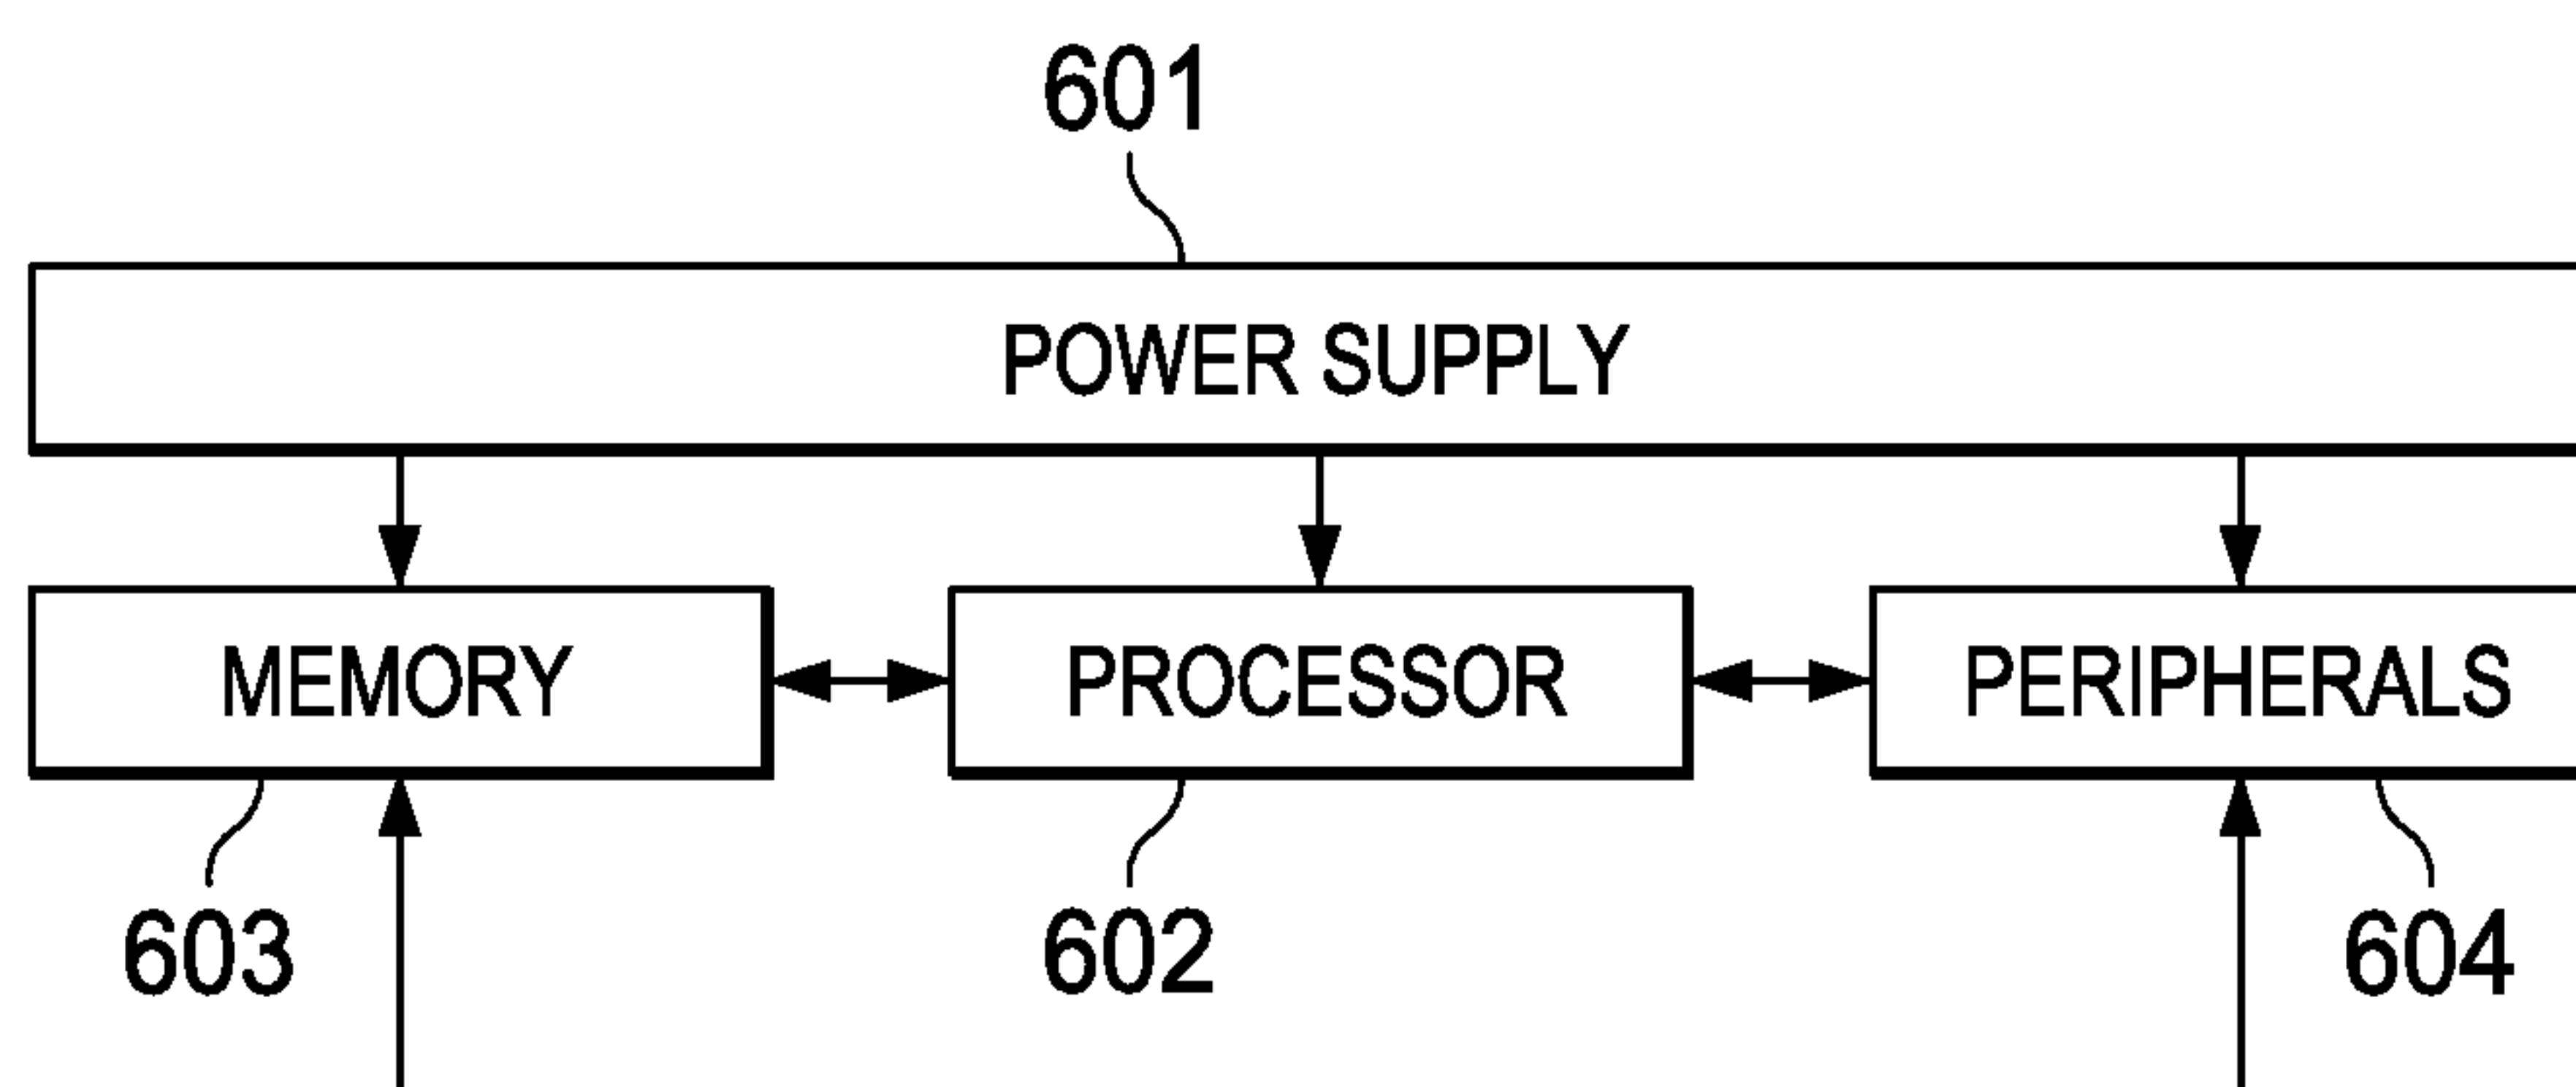 601
POWER SUPPLY
MEMORY
PROCESSOR
PERIPHERALS
603
602
604